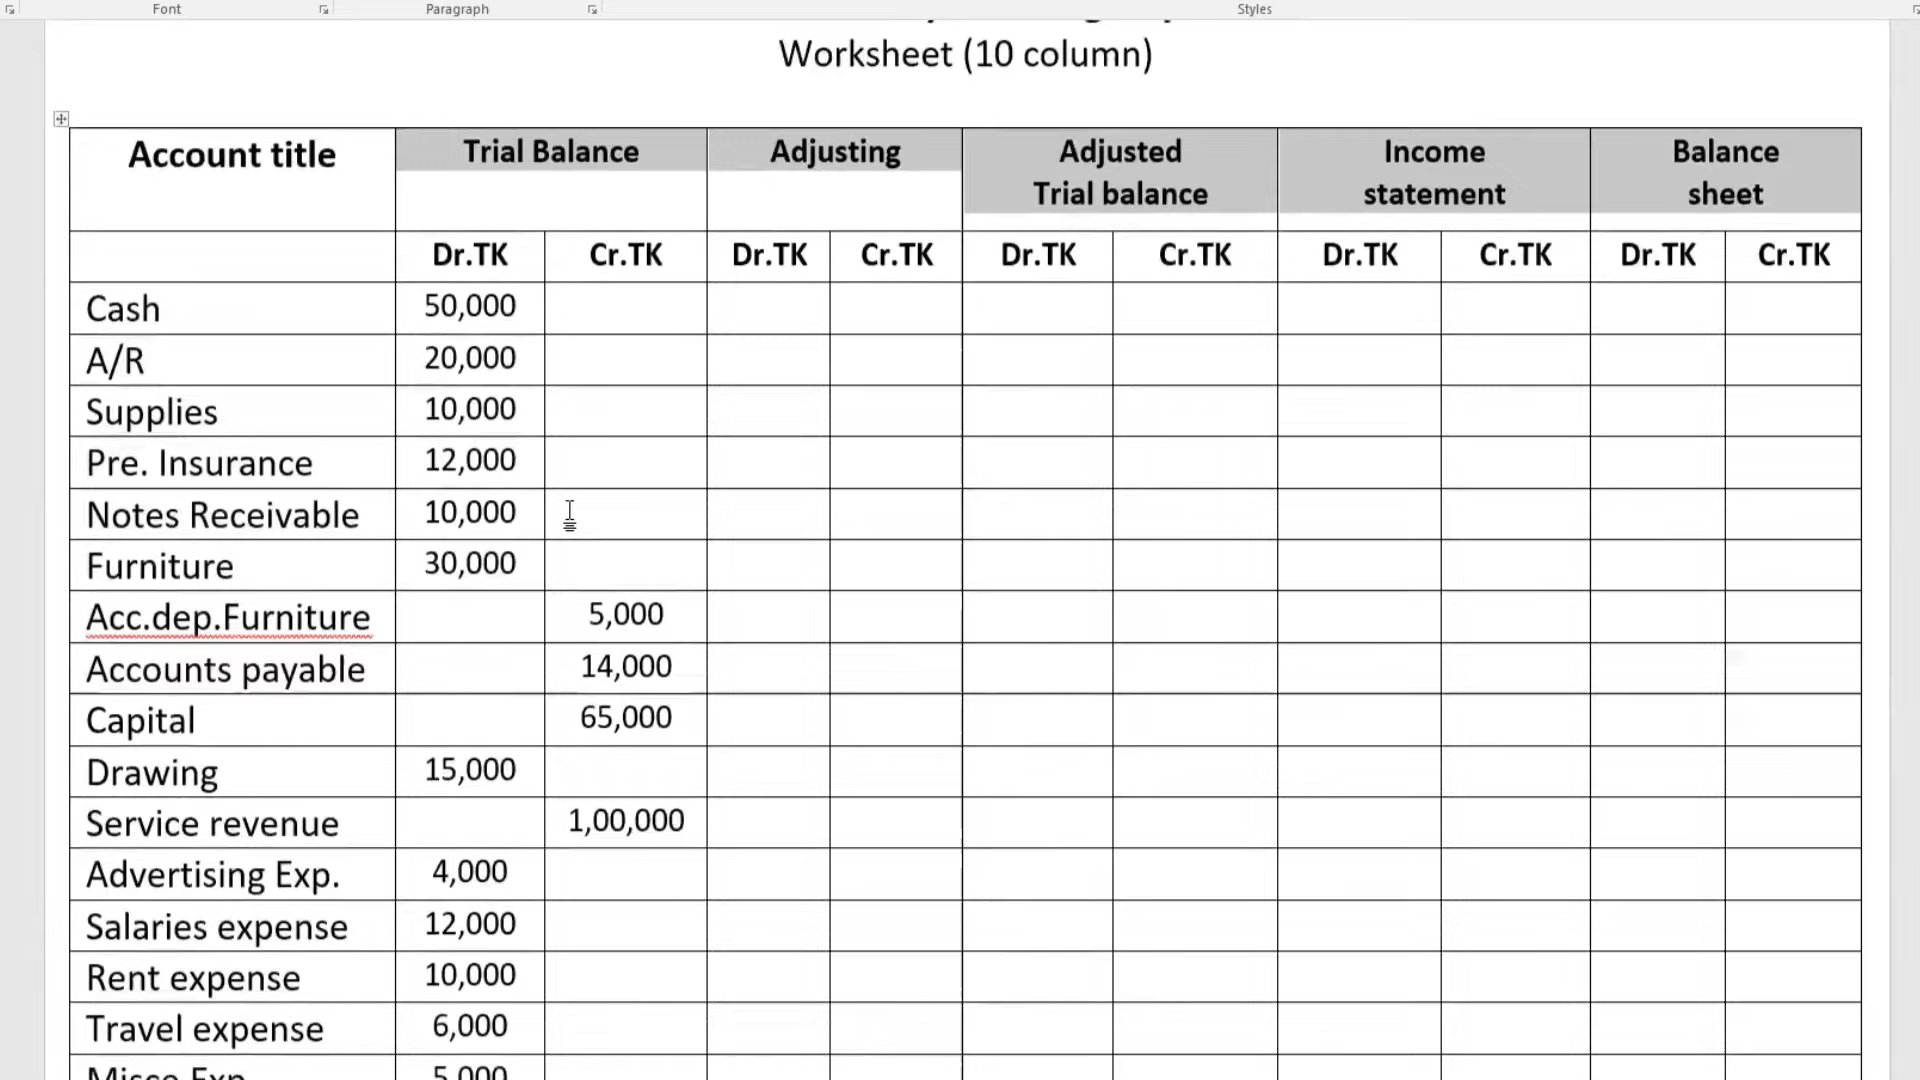 Font Paragraph Styles
Worksheet (10 column)
Account title Trial Balance Adjusting Adjusted Income Balance
Trial balance statement sheet
Dr.TK Cr.TK Dr.TK Cr.TK Dr.TK Cr.TK Dr.TK Cr.TK Dr.TK Cr.TK
Cash 50,000
A/R 20,000
Supplies 10,000
Pre. Insurance 12,000
Notes Receivable 10,000
Furniture 30,000
Acc.dep.Furniture 5,000
Accounts payable 14,000
Capital 65,000
Drawing 15,000
Service revenue 1,00,000
Advertising Exp. 4,000
Salaries expense 12,000
Rent expense 10,000
Travel expense 6,000
Misce Exp 5,000